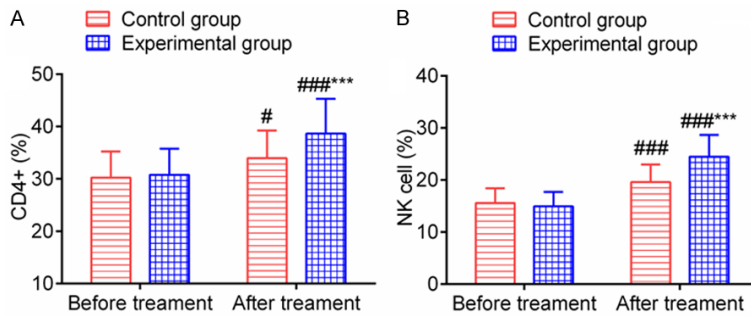 A
Control group
Experimental group
CD4+ (%)
50
40
30
20
10
#
###***
Before treament
After treament
B
Control group
Experimental group
NK cell (%)
40
30
20
10
0
###
###***
Before treament
After treament